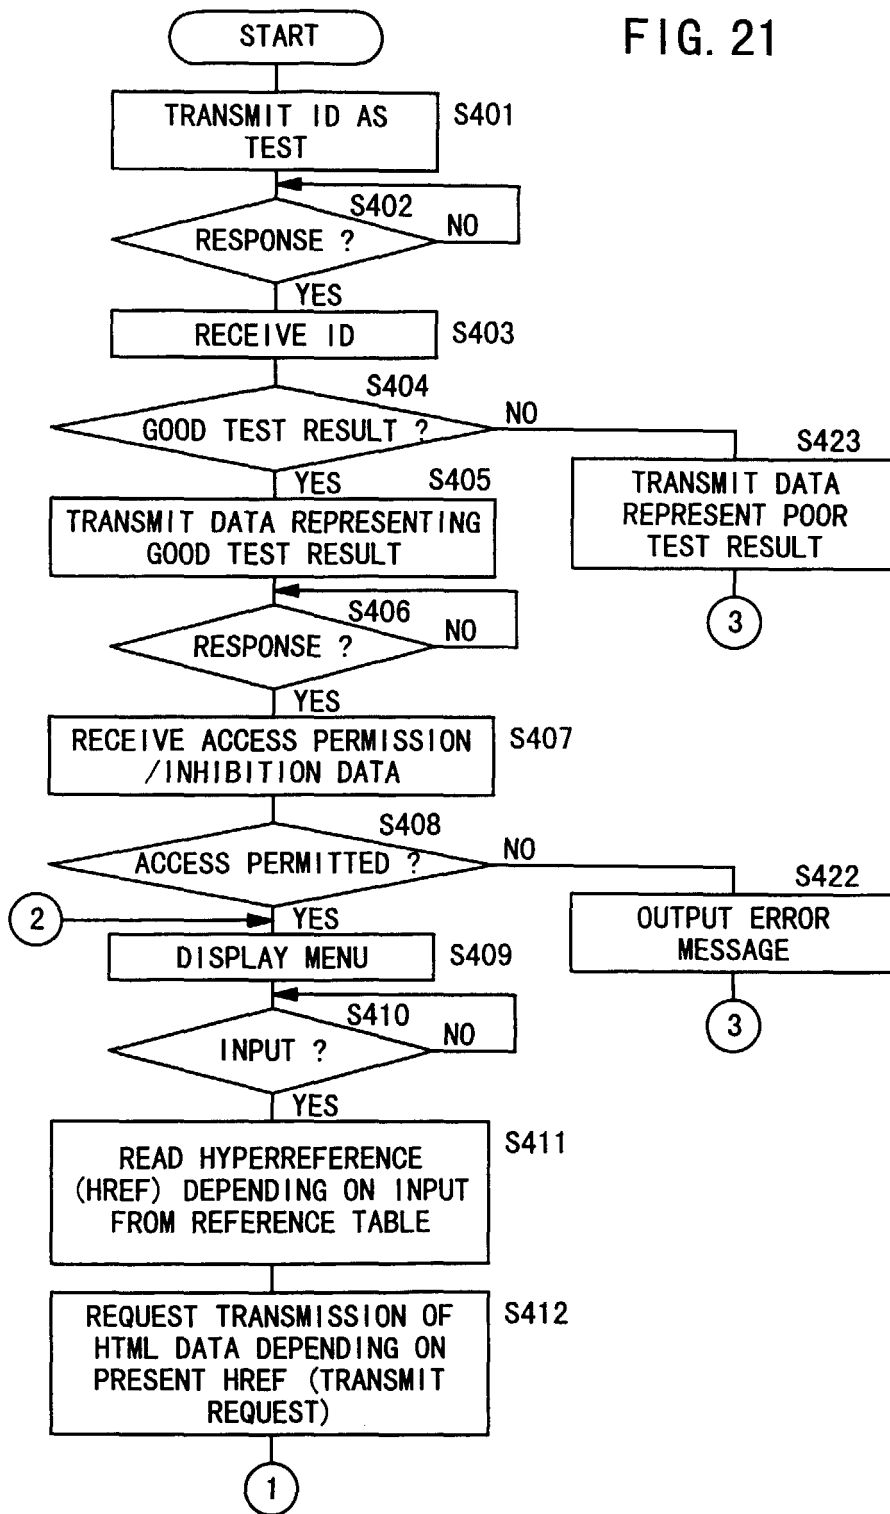 START
FIG. 21
TRANSMIT ID AS
TEST
S401
S402
RESPONSE ?
NO
YES
RECEIVE ID
S403
S404
GOOD TEST RESULT ?
NO
YES
S405
TRANSMIT DATA REPRESENTING
GOOD TEST RESULT
S423
TRANSMIT DATA
REPRESENT POOR
TEST RESULT
3
S406
RESPONSE ?
NO
YES
RECEIVE ACCESS PERMISSION
/INHIBITION DATA
S407
S408
ACCESS PERMITTED ?
NO
YES
S422
OUTPUT ERROR
MESSAGE
3
2
DISPLAY MENU
S409
S410
INPUT ?
NO
YES
READ HYPERREFERENCE
(HREF) DEPENDING ON INPUT
FROM REFERENCE TABLE
S411
REQUEST TRANSMISSION OF
HTML DATA DEPENDING ON
PRESENT HREF (TRANSMIT
REQUEST)
S412
1